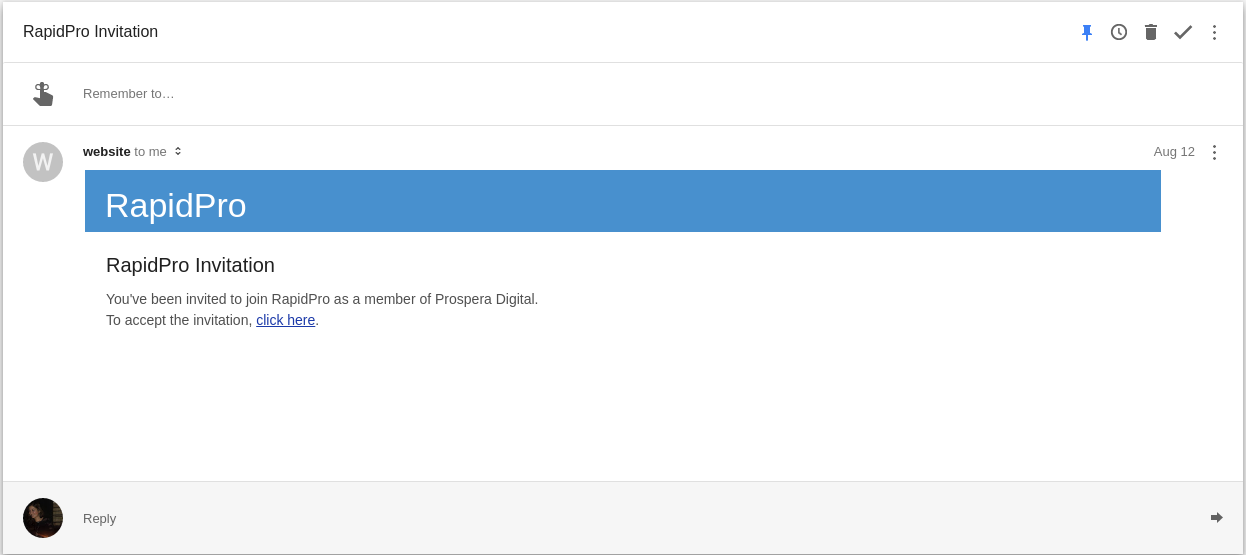 RapidPro Invitation
Remember to…
W
website to me
Aug 12
RapidPro
RapidPro Invitation
You've been invited to join RapidPro as a member of Prospera Digital.
To accept the invitation, click here.
Reply